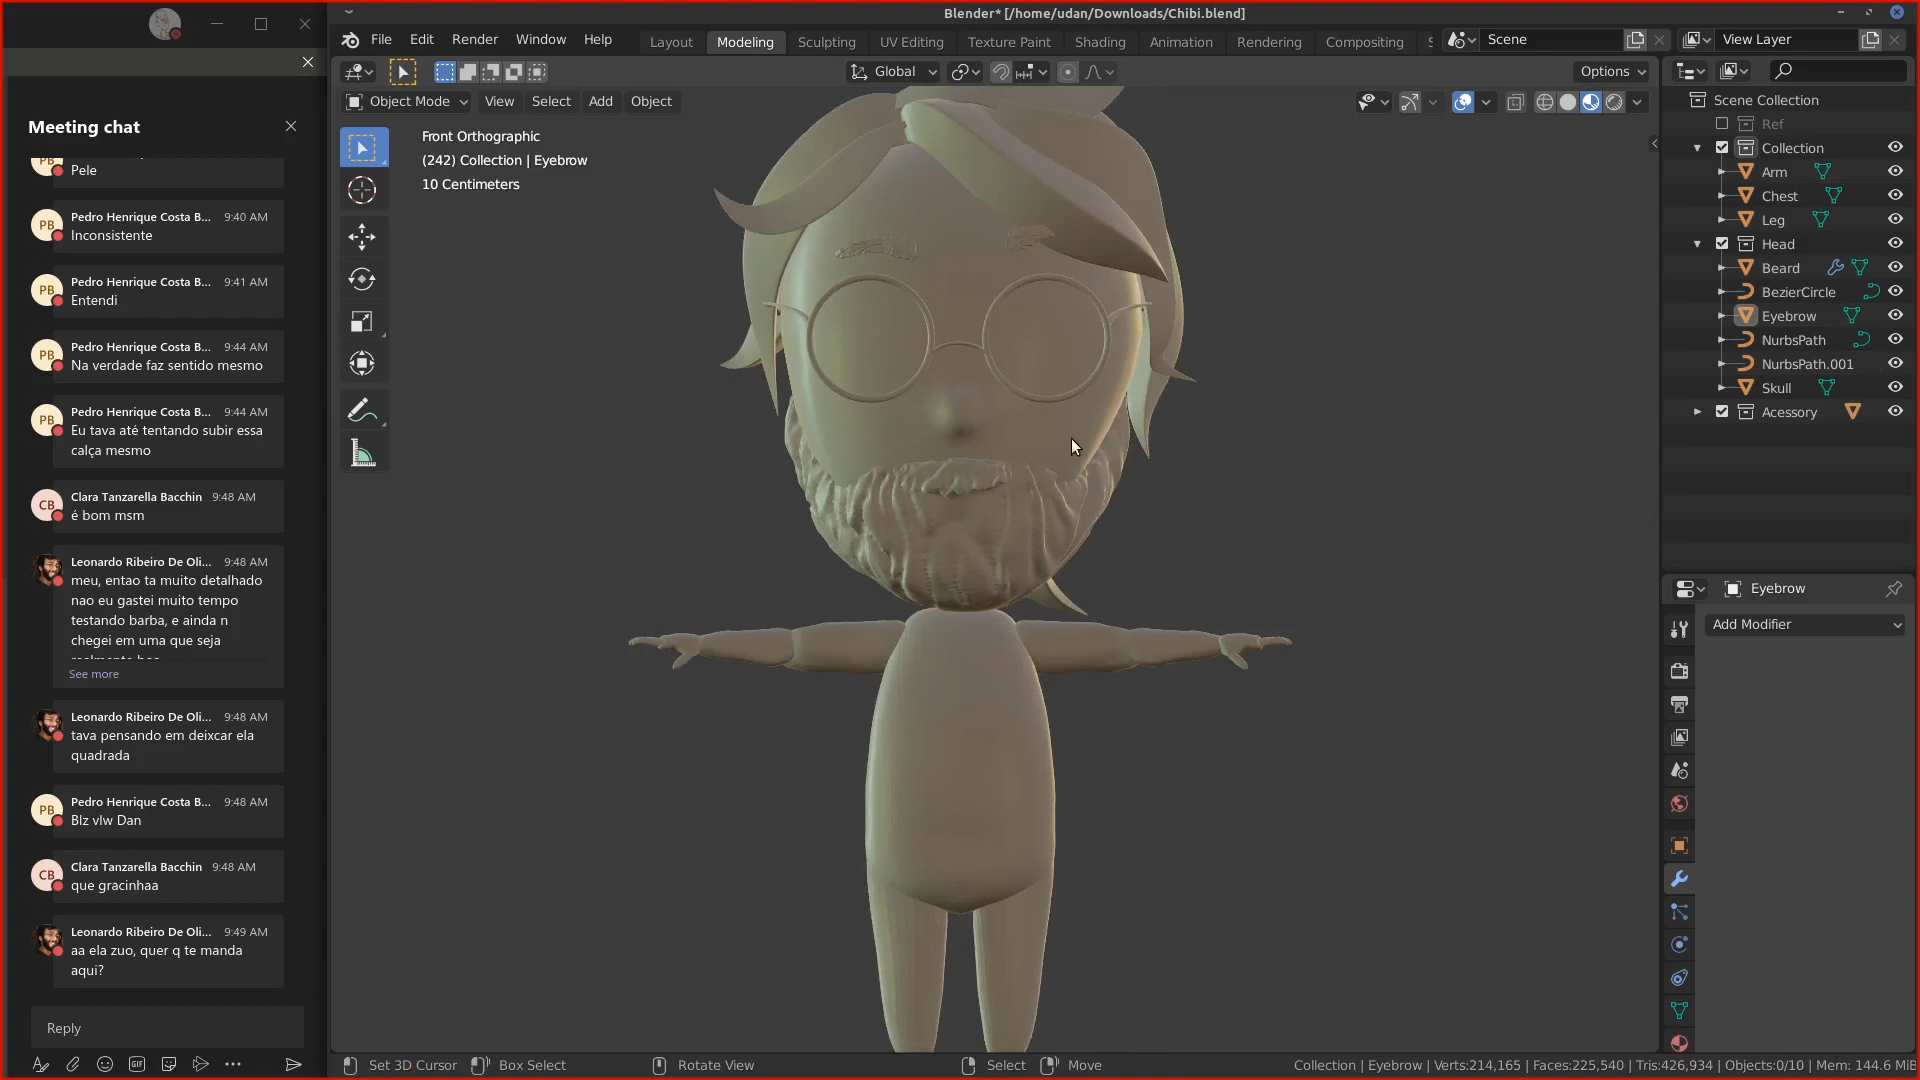 Blender* [/home/udan/Downloads/Chibi.blend]
File Edit Render Window Help
Layout Modeling Sculpting UV Editing Texture Paint Shading Animation Rendering Compositing
Scene
View Layer
Global
Options
Object Mode View Select Add Object
Front Orthographic
(242) Collection | Eyebrow
10 Centimeters
Meeting chat
PB
Pele
PB
Pedro Henrique Costa B... 9:40 AM
Inconsistente
PB
Pedro Henrique Costa B... 9:41 AM
Entendi
PB
Pedro Henrique Costa B... 9:44 AM
Na verdade faz sentido mesmo
PB
Pedro Henrique Costa B... 9:44 AM
Eu tava até tentando subir essa
calça mesmo
CB
Clara Tanzarella Bacchin 9:48 AM
é bom msm
Leonardo Ribeiro De Oli... 9:48 AM
meu, entao ta muito detalhado
nao eu gastei muito tempo
testando barba, e ainda n
chegei em uma que seja
See more
Leonardo Ribeiro De Oli... 9:48 AM
tava pensando em deixcar ela
quadrada
PB
Pedro Henrique Costa B... 9:48 AM
Blz vlw Dan
CB
Clara Tanzarella Bacchin 9:48 AM
que gracinhaa
Leonardo Ribeiro De Oli... 9:49 AM
aa ela zuo, quer q te manda
aqui?
Reply
GIF
Scene Collection
Ref
Collection
Arm
Chest
Leg
Head
Beard
BezierCircle
Eyebrow
NurbsPath
NurbsPath.001
Skull
Acessory
Eyebrow
Add Modifier
Set 3D Cursor Box Select Rotate View Select Move
Collection | Eyebrow | Verts:214,165 | Faces:225,540 | Tris:426,934 | Objects:0/10 | Mem: 144.6 MiB